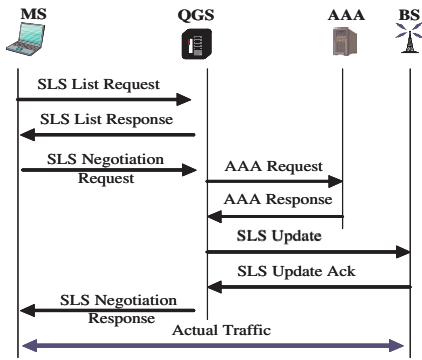 MS
QGS
AAA
BS
SLS List Request
SLS List Response
SLS Negotiation
Request
AAA Request
AAA Response
SLS Update
SLS Update Ack
SLS Negotiation
Response
Actual Traffic